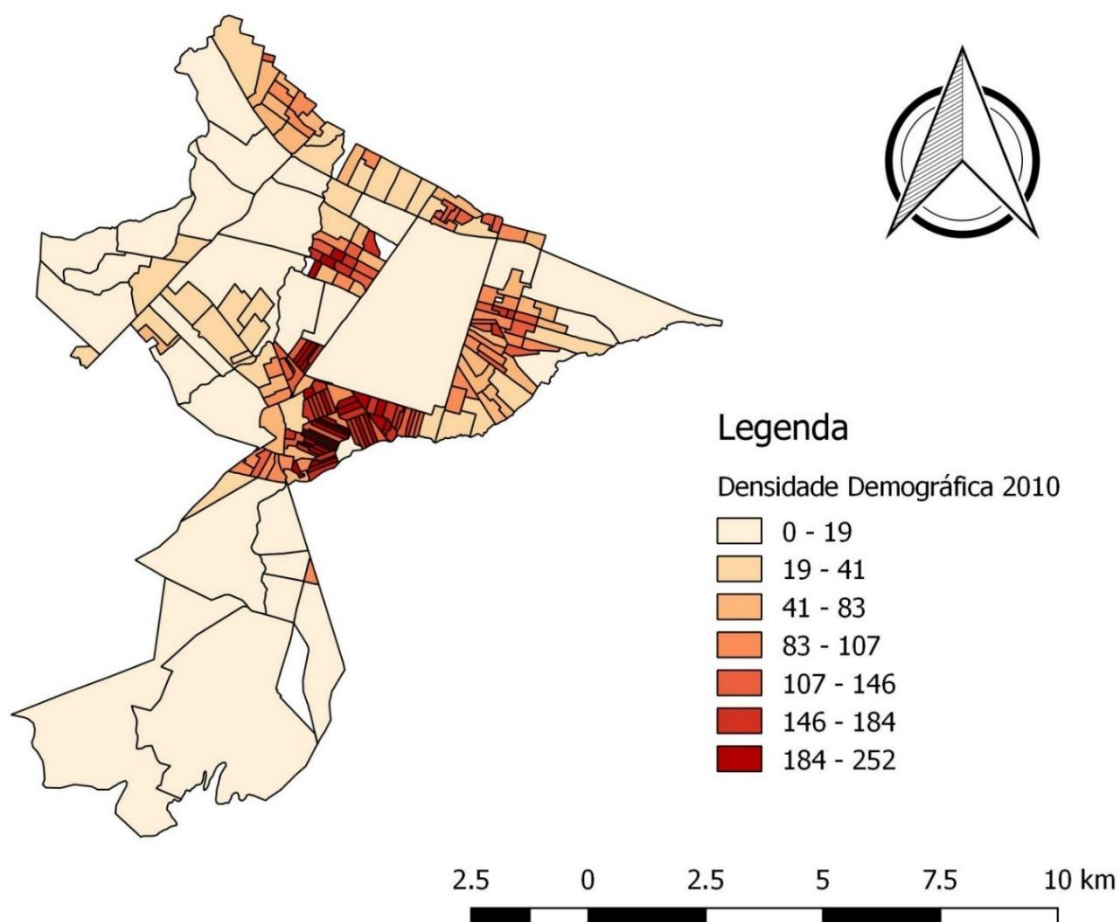 Legenda
Densidade Demográfica 2010
0 - 19
19 - 41
41 - 83
83 - 107
107 - 146
146 - 184
184 - 252
2.5 0 2.5 5 7.5 10 km